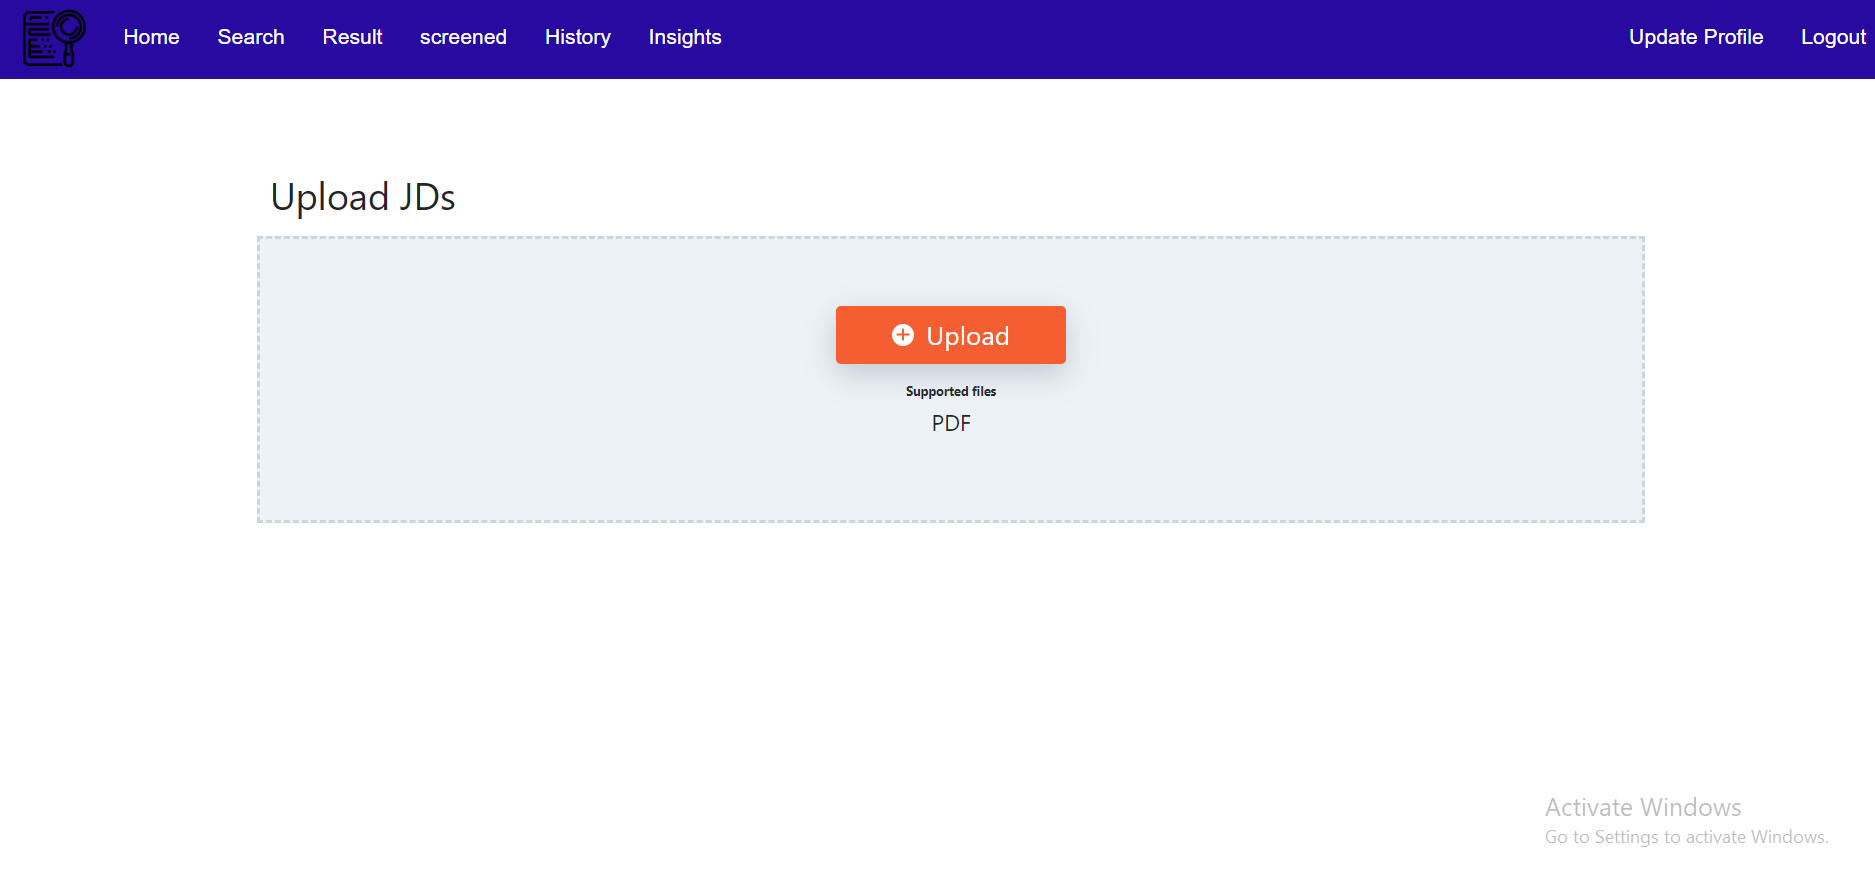 Home Search Result screened History Insights Update Profile Logout
Upload JDs
Upload
Supported files
PDF
Activate Windows
Go to Settings to activate Windows.